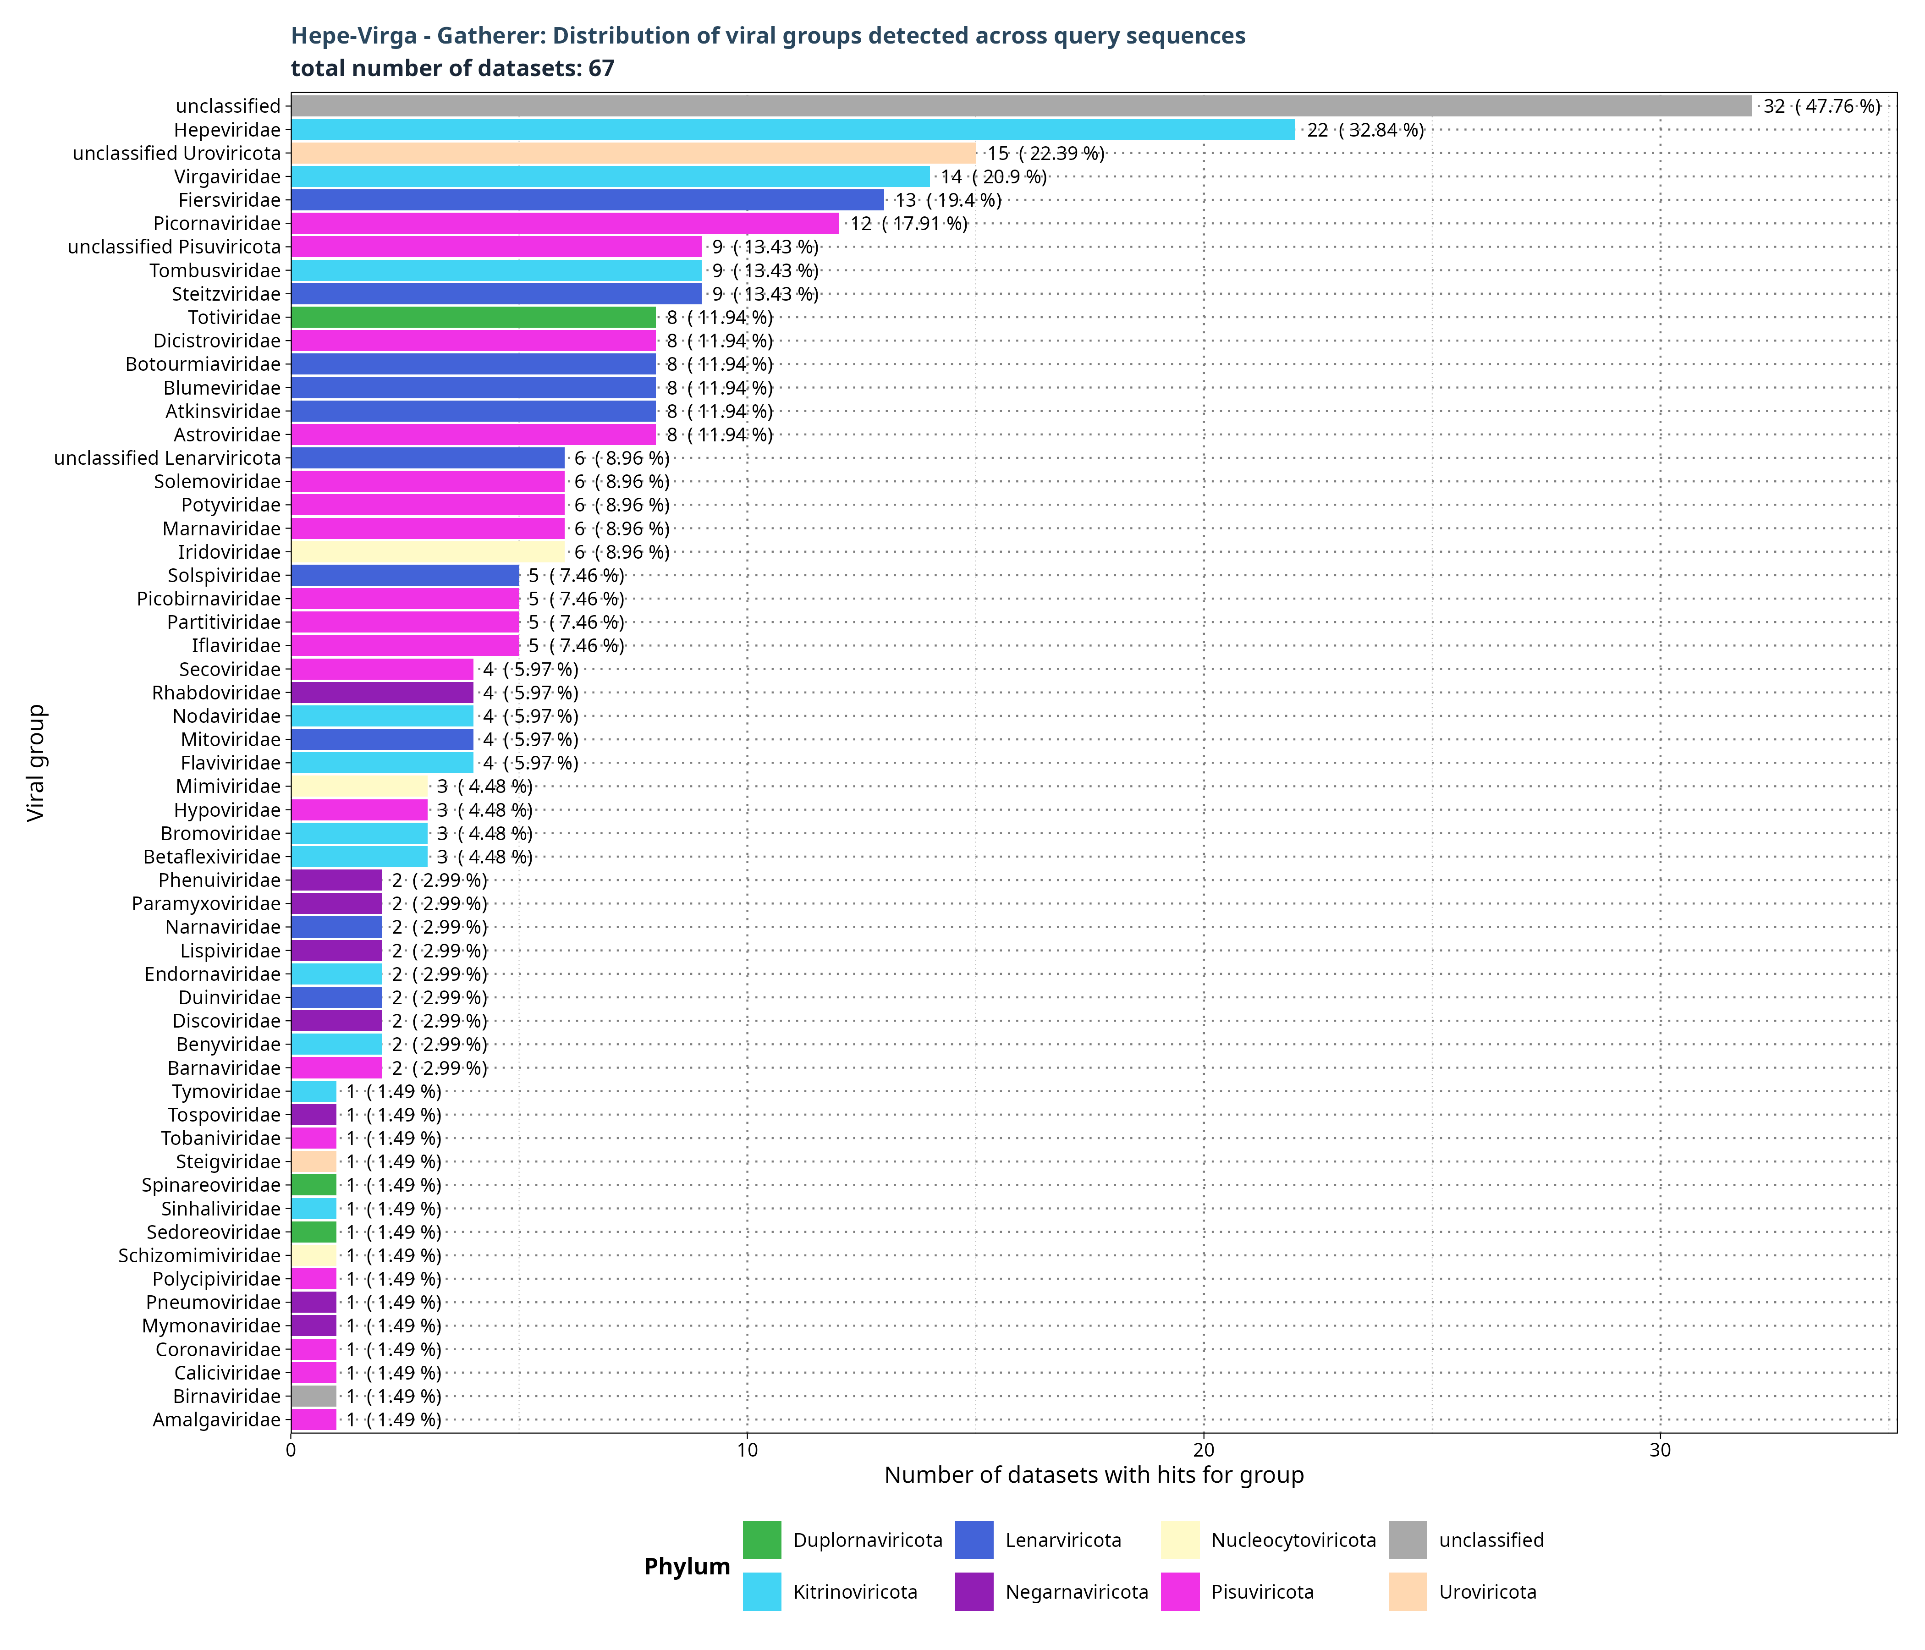 Hepe-Virga - Gatherer: Distribution of viral groups detected across query sequences
total number of datasets: 67
unclassified 32 ( 47.76 %)
Hepeviridae 22 ( 32.84 %)
unclassified Uroviricota 15 ( 22.39 %)
Virgaviridae 14 ( 20.9 %)
Fiersviridae 13 ( 19.4 %)
Picornaviridae 12 ( 17.91 %)
unclassified Pisuviricota 9 ( 13.43 %)
Tombusviridae 9 ( 13.43 %)
Steitzviridae 9 ( 13.43 %)
Totiviridae 8 ( 11.94 %)
Dicistroviridae 8 ( 11.94 %)
Botourmiaviridae 8 ( 11.94 %)
Blumeviridae 8 ( 11.94 %)
Atkinsviridae 8 ( 11.94 %)
Astroviridae 8 ( 11.94 %)
unclassified Lenarviricota 6 ( 8.96 %)
Solemoviridae 6 ( 8.96 %)
Potyviridae 6 ( 8.96 %)
Marnaviridae 6 ( 8.96 %)
Iridoviridae 6 ( 8.96 %)
Solspiviridae 5 ( 7.46 %)
Picobirnaviridae 5 ( 7.46 %)
Partitiviridae 5 ( 7.46 %)
Iflaviridae 5 ( 7.46 %)
Secoviridae 4 ( 5.97 %)
Rhabdoviridae 4 ( 5.97 %)
Nodaviridae 4 ( 5.97 %)
Mitoviridae 4 ( 5.97 %)
Flaviviridae 4 ( 5.97 %)
Mimiviridae 3 ( 4.48 %)
Hypoviridae 3 ( 4.48 %)
Bromoviridae 3 ( 4.48 %)
Betaflexiviridae 3 ( 4.48 %)
Phenuiviridae 2 ( 2.99 %)
Paramyxoviridae 2 ( 2.99 %)
Narnaviridae 2 ( 2.99 %)
Lispiviridae 2 ( 2.99 %)
Endornaviridae 2 ( 2.99 %)
Duinviridae 2 ( 2.99 %)
Discoviridae 2 ( 2.99 %)
Benyviridae 2 ( 2.99 %)
Barnaviridae 2 ( 2.99 %)
Tymoviridae 1 ( 1.49 %)
Tospoviridae 1 ( 1.49 %)
Tobaniviridae 1 ( 1.49 %)
Steigviridae 1 ( 1.49 %)
Spinareoviridae 1 ( 1.49 %)
Sinhaliviridae 1 ( 1.49 %)
Sedoreoviridae 1 ( 1.49 %)
Schizomimiviridae 1 ( 1.49 %)
Polycipiviridae 1 ( 1.49 %)
Pneumoviridae 1 ( 1.49 %)
Mymonaviridae 1 ( 1.49 %)
Coronaviridae 1 ( 1.49 %)
Caliciviridae 1 ( 1.49 %)
Birnaviridae 1 ( 1.49 %)
Amalgaviridae 1 ( 1.49 %)
Viral group
0 10 20 30
Number of datasets with hits for group
Phylum
Duplornaviricota Lenarviricota Nucleocytoviricota unclassified
Kitrinoviricota Negarnaviricota Pisuviricota Uroviricota